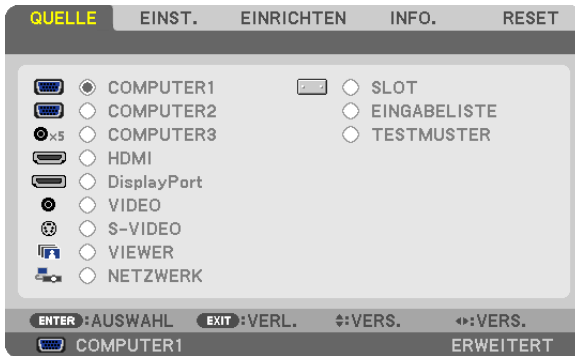 QUELLE EINST. EINRICHTEN INFO. RESET
COMPUTER1 SLOT
COMPUTER2 EINGABELISTE
×5 COMPUTER3 TESTMUSTER
HDMI
DisplayPort
VIDEO
S-VIDEO
VIEWER
NETZWERK
ENTER:AUSWAHL EXIT:VERL. :VERS. :VERS.
COMPUTER1 ERWEITERT